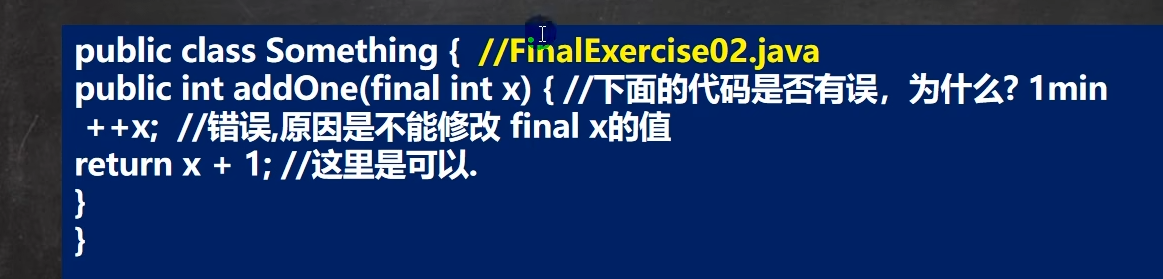 public class Something {  //FinalExercise02.java
public int addOne(final int x) { //下面的代码是否有误，为什么? 1min
++x;  //错误,原因是不能修改 final x的值
return x + 1; //这里是可以.
}
}